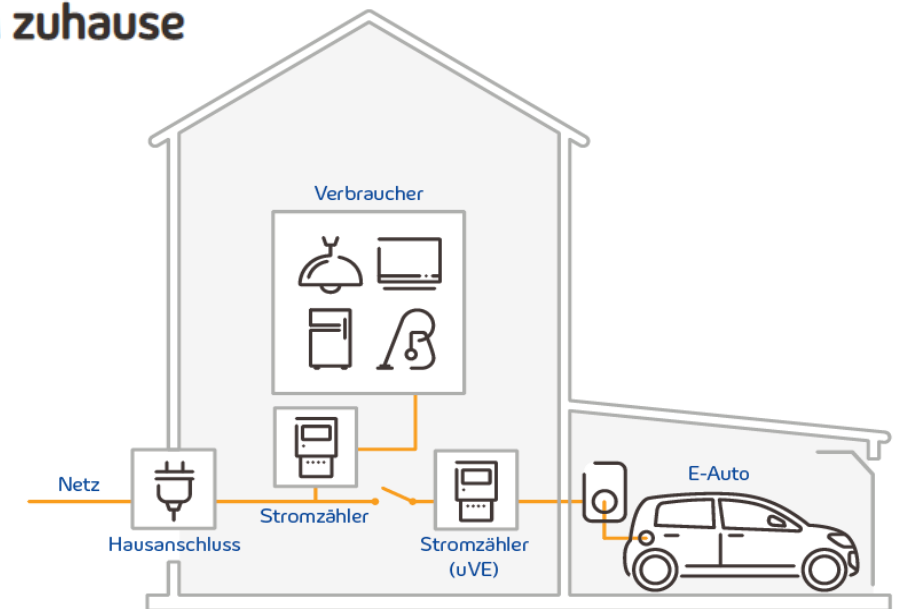 zuhause
Verbraucher
Netz
Hausanschluss
Stromzähler
Stromzähler
(uVE)
E-Auto